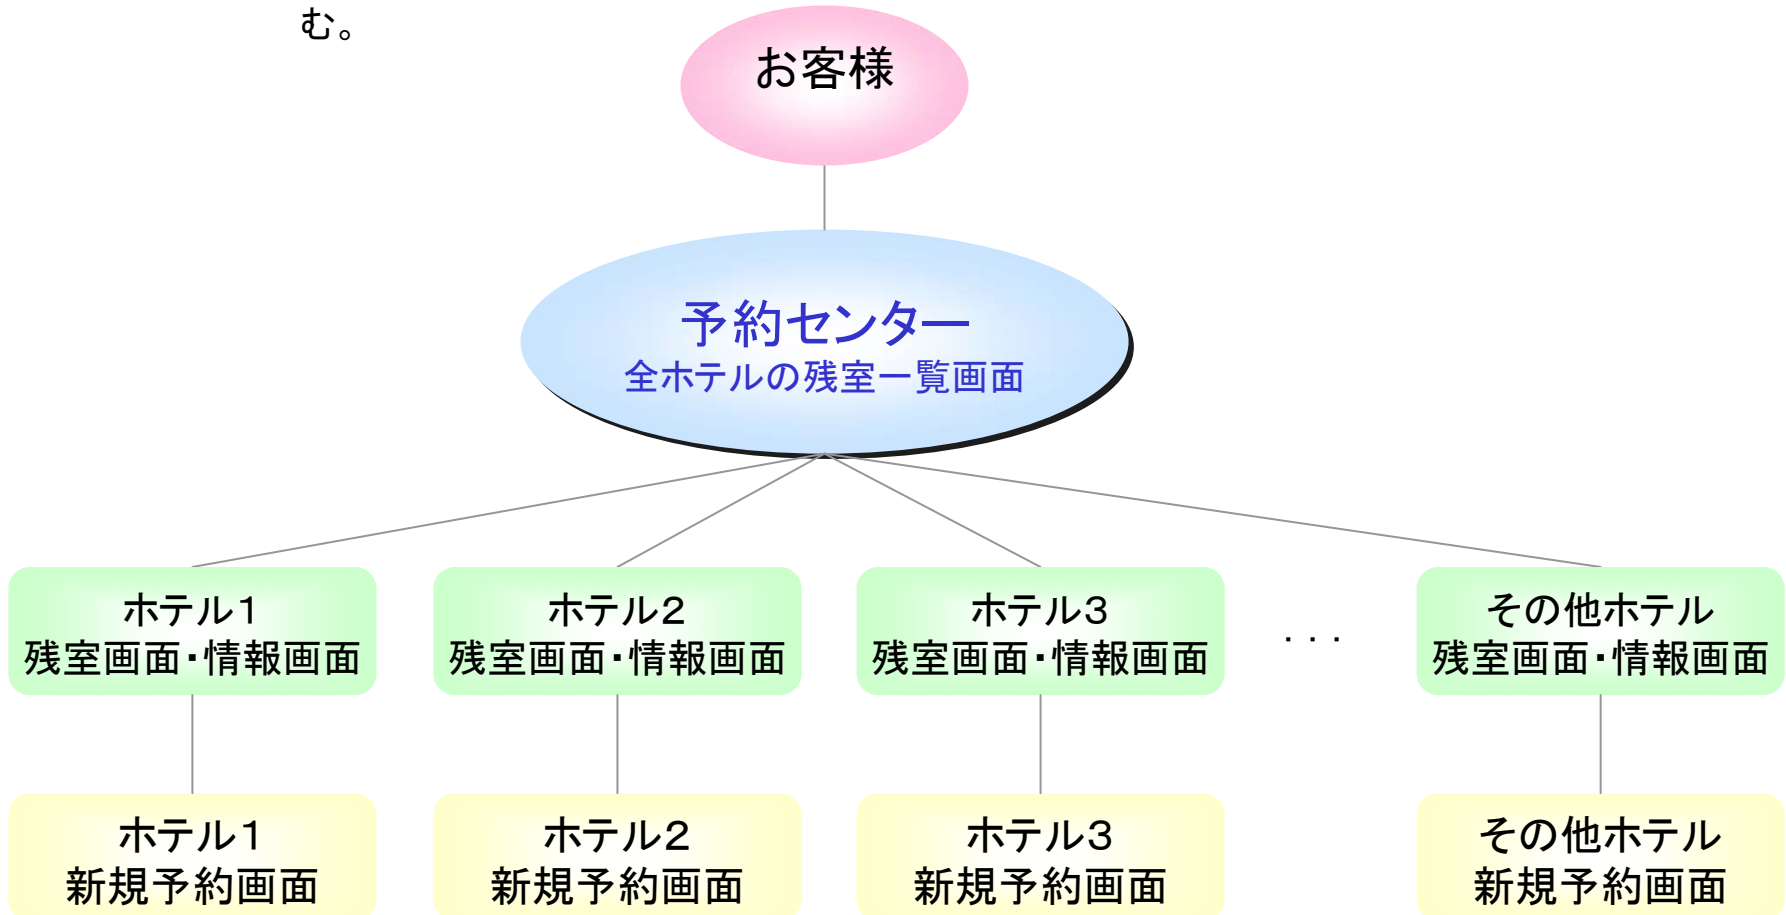 む。
お客様
予約センター
全ホテルの残室一覧画面
ホテル１
残室画面・情報画面
ホテル２
残室画面・情報画面
ホテル３
残室画面・情報画面
．．．
その他ホテル
残室画面・情報画面
ホテル１
新規予約画面
ホテル２
新規予約画面
ホテル３
新規予約画面
その他ホテル
新規予約画面